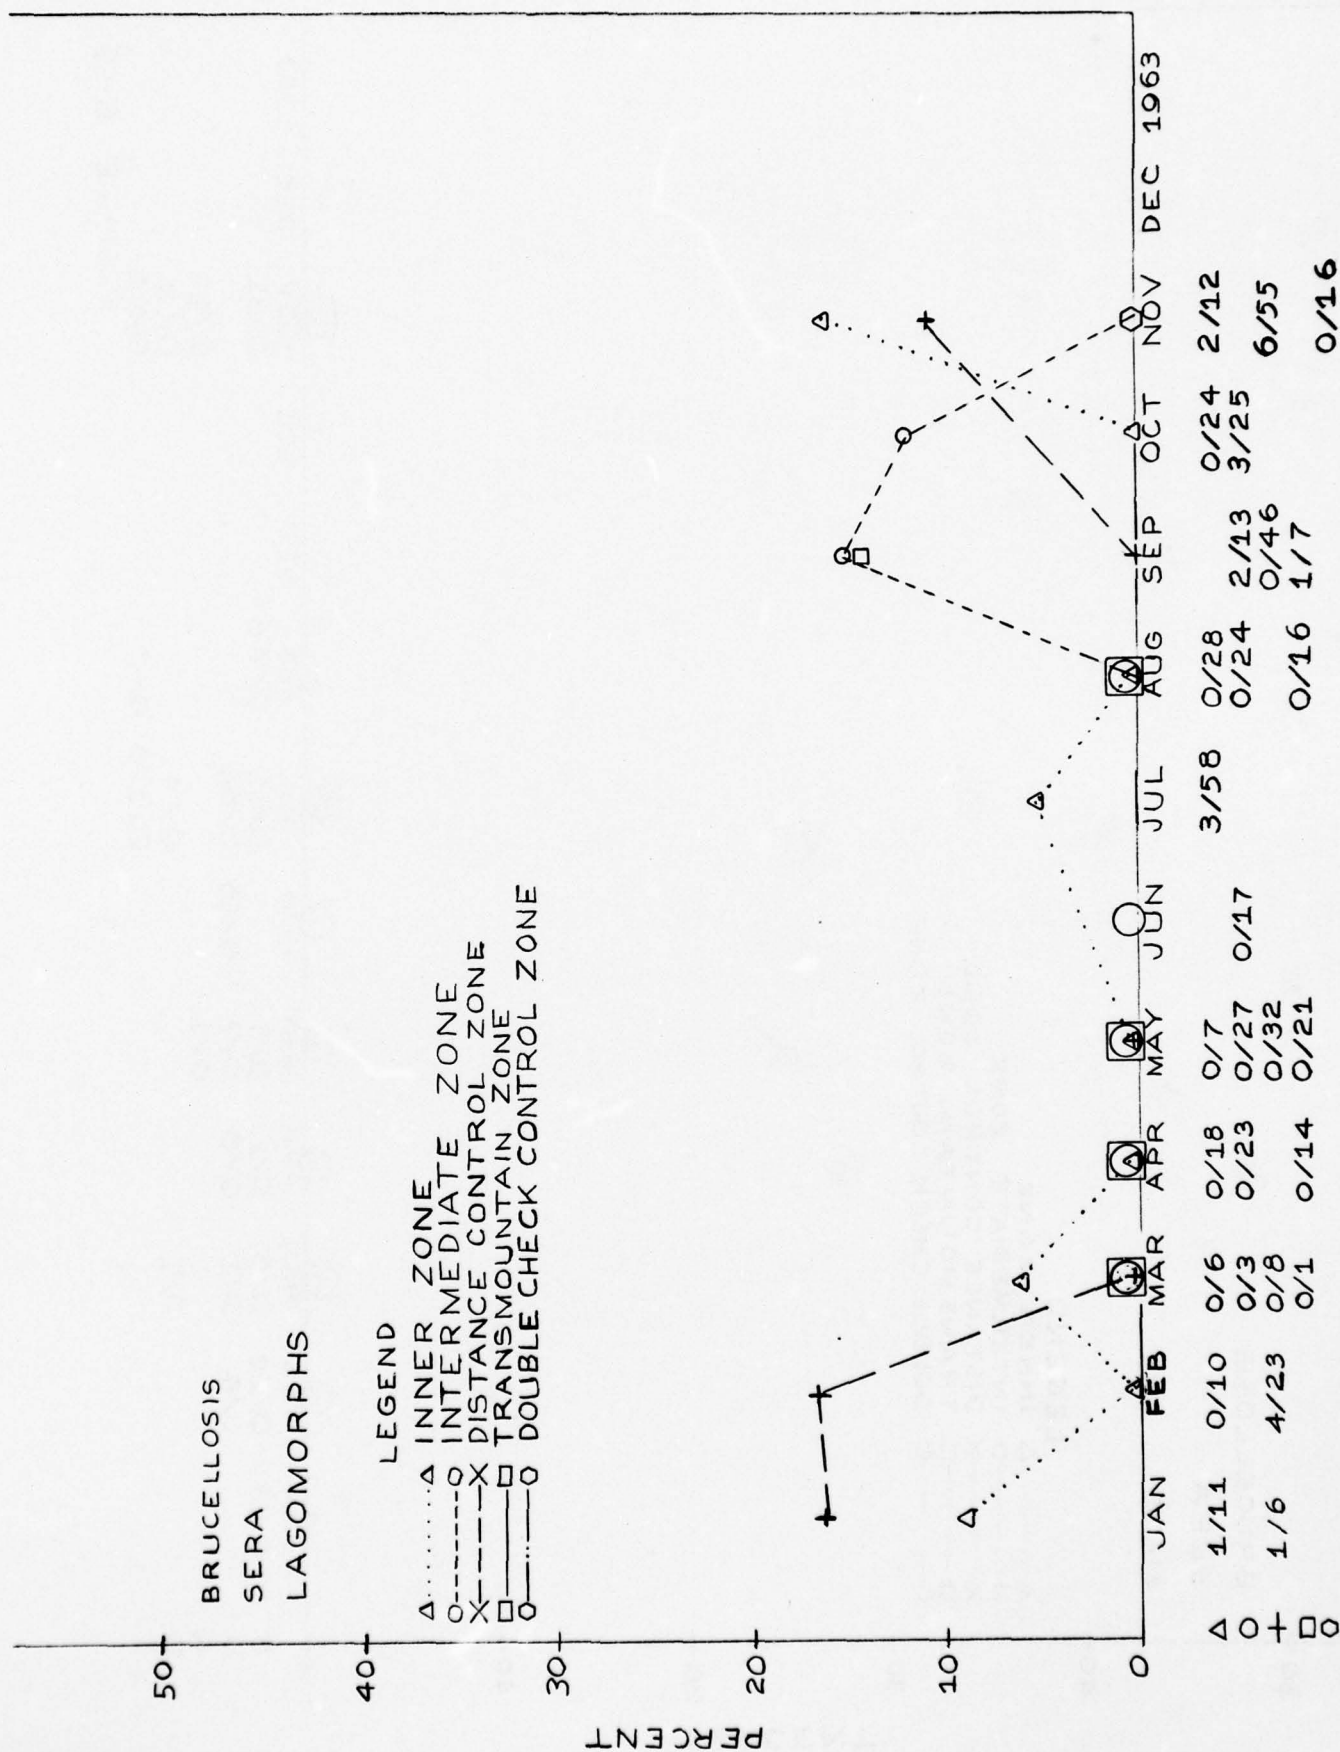 BRUCELLOSIS
SERA
LAGOMORPHS
LEGEND
INNER ZONE
INTERMEDIATE ZONE
DISTANCE CONTROL ZONE
TRANSMOUNTAIN ZONE
DOUBLE CHECK CONTROL ZONE
PERCENT
50
40
30
20
10
0
JAN FEB MAR APR MAY JUN JUL AUG SEP OCT NOV DEC 1963
1/11 0/10 0/6 0/18 0/7 3/58 0/28 0/24 2/12
0/3 0/23 0/27 0/17 0/24 2/13 3/25
1/6 4/23 0/8 0/32 0/46 6/55
0/1 0/14 0/21 0/16 1/7
0/16